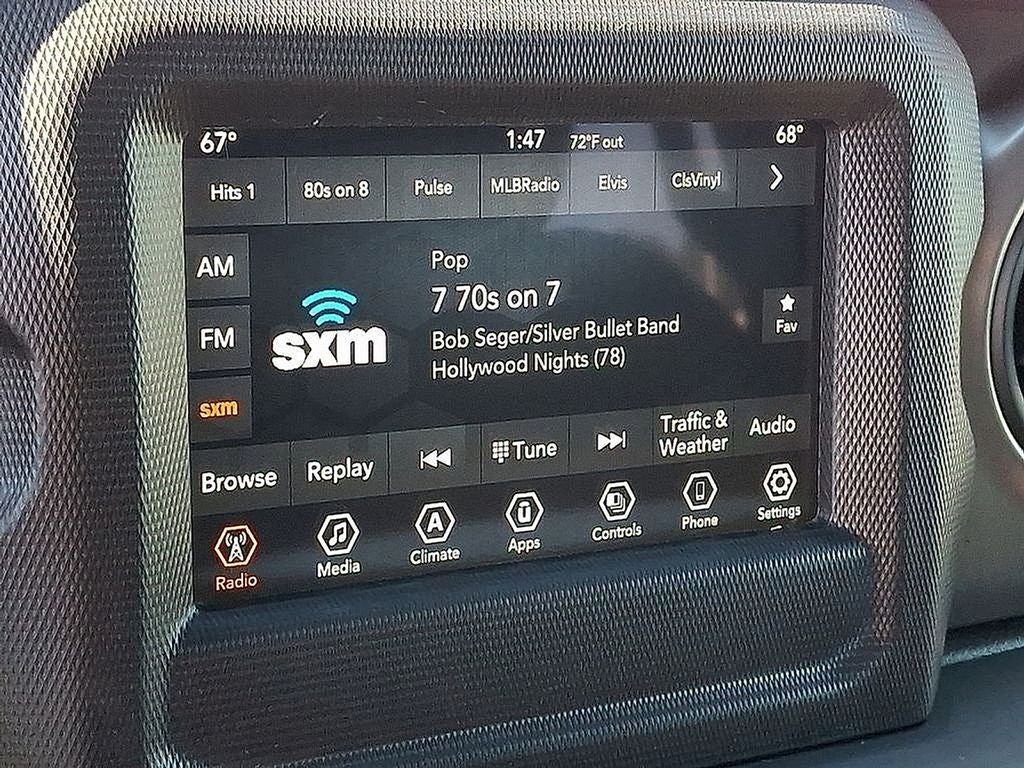 67° 1:47 72°F out 68°
Hits 1 80s on 8 Pulse MLBRadio Elvis ClsVinyl
AM
FM
sxm
sxm
Pop
7 70s on 7
Bob Seger/Silver Bullet Band
Hollywood Nights (78)
Fav
Browse Replay Tune Traffic & Weather Audio
Radio Media A Climate ū Apps Controls Phone Settings